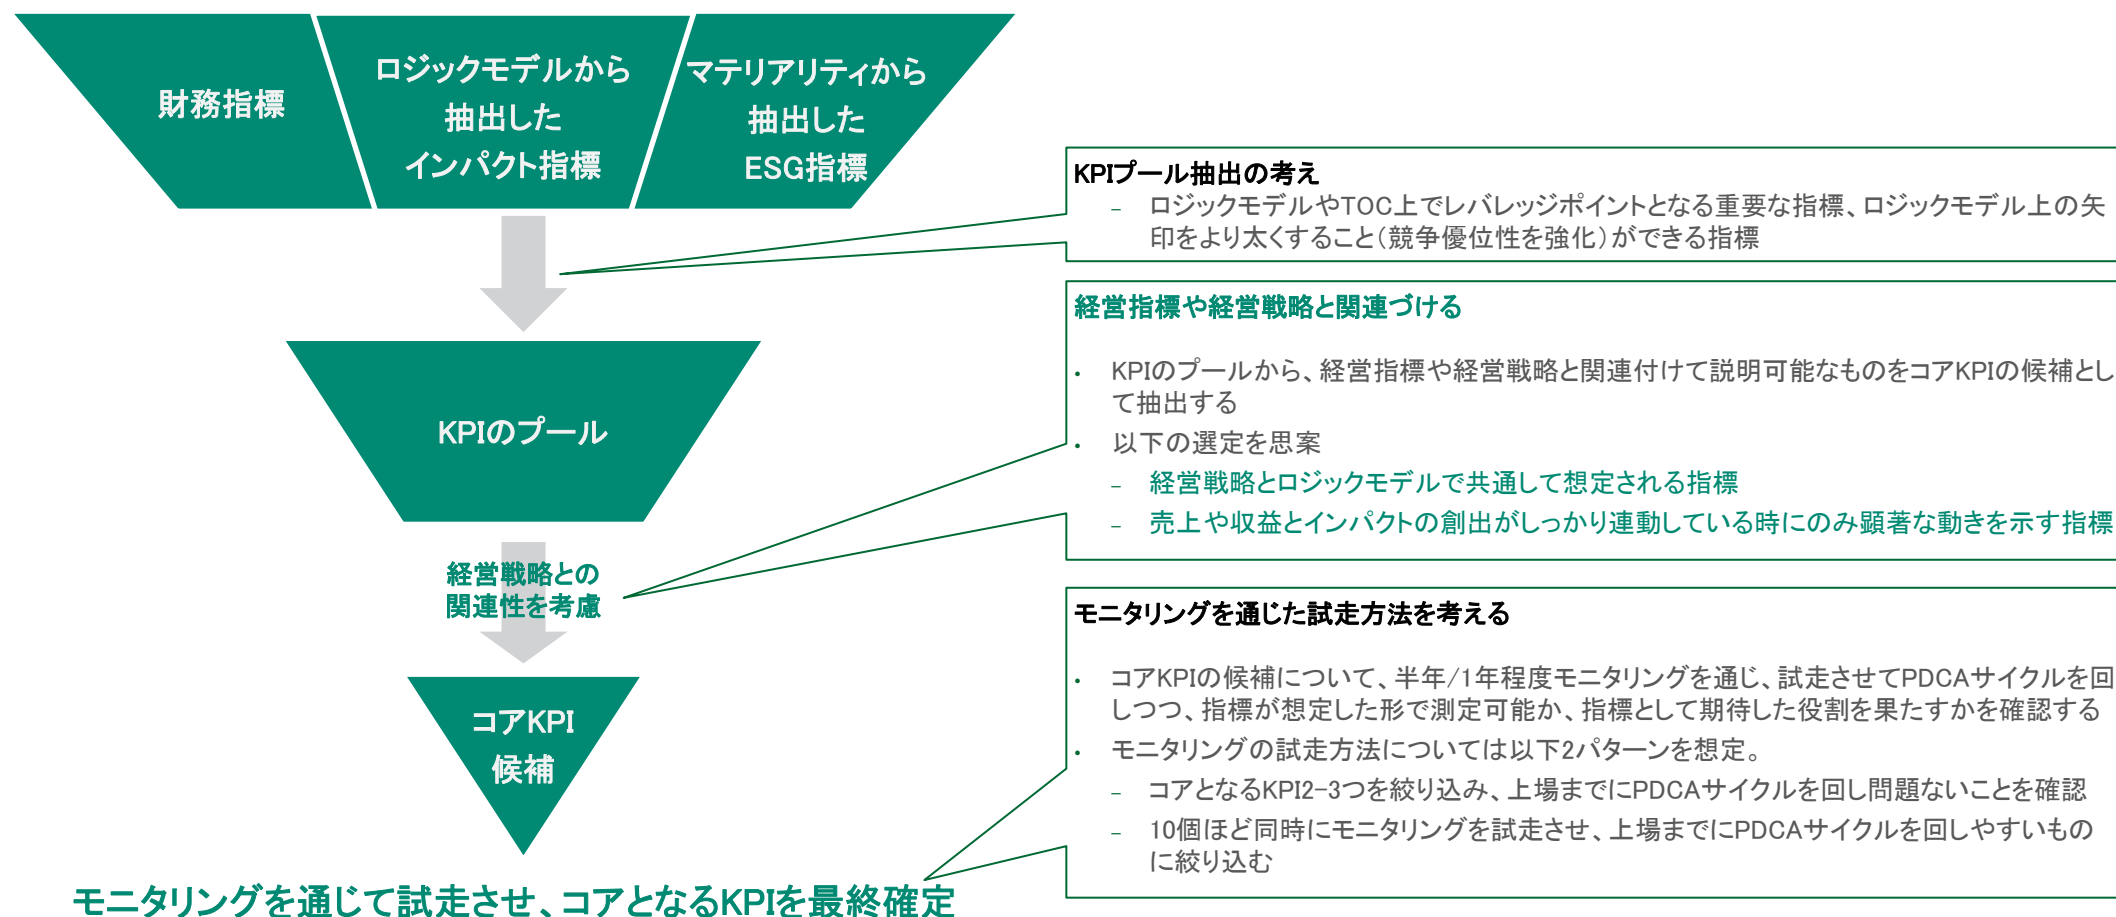 財務指標
ロジックモデルから
抽出した
インパクト指標
マテリアリティから
抽出した
ESG指標
KPIプール抽出の考え
– ロジックモデルやTOC上でレバレッジポイントとなる重要な指標、ロジックモデル上の矢
印をより太くすること（競争優位性を強化）ができる指標
KPIのプール
経営指標や経営戦略と関連づける
• KPIのプールから、経営指標や経営戦略と関連付けて説明可能なものをコアKPIの候補とし
て抽出する
• 以下の選定を思案
– 経営戦略とロジックモデルで共通して想定される指標
– 売上や収益とインパクトの創出がしっかり連動している時にのみ顕著な動きを示す指標
経営戦略との
関連性を考慮
コアKPI
候補
モニタリングを通じた試走方法を考える
• コアKPIの候補について、半年/1年程度モニタリングを通じ、試走させてPDCAサイクルを回
しつつ、指標が想定した形で測定可能か、指標として期待した役割を果たすかを確認する
• モニタリングの試走方法については以下2パターンを想定。
– コアとなるKPI2-3つを絞り込み、上場までにPDCAサイクルを回し問題ないことを確認
– 10個ほど同時にモニタリングを試走させ、上場までにPDCAサイクルを回しやすいもの
に絞り込む
モニタリングを通じて試走させ、コアとなるKPIを最終確定